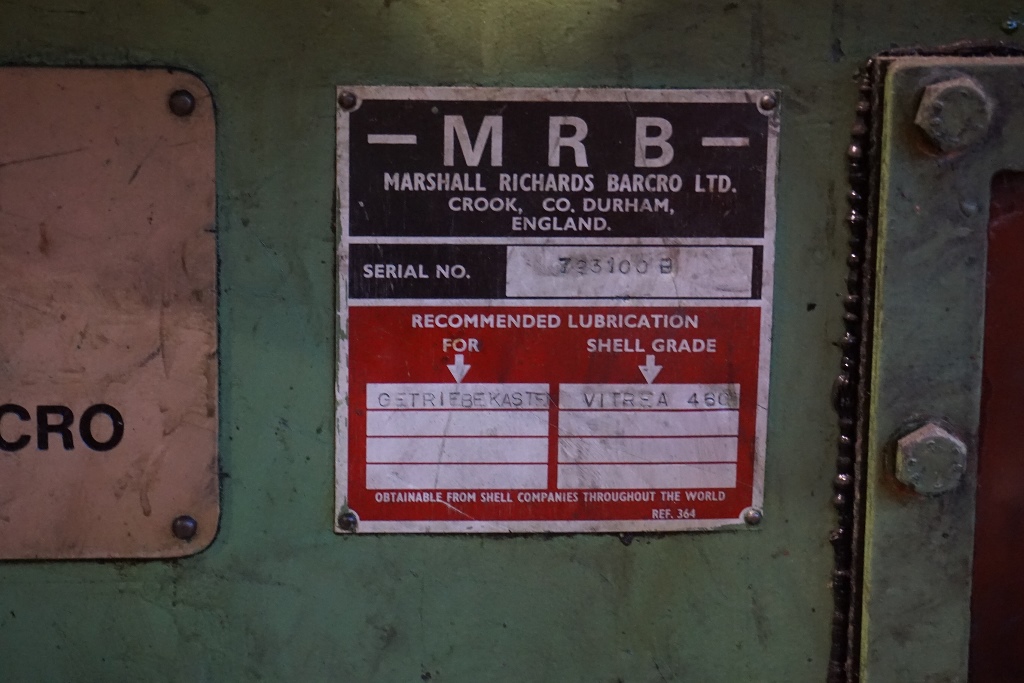 CRO
— M R B —
MARSHALL RICHARDS BARCRO LTD.
CROOK, CO. DURHAM,
ENGLAND.
SERIAL NO. 793100 B
RECOMMENDED LUBRICATION
FOR SHELL GRADE
GETRIEBEKASTEN VITREA 460
OBTAINABLE FROM SHELL COMPANIES THROUGHOUT THE WORLD
REF. 364